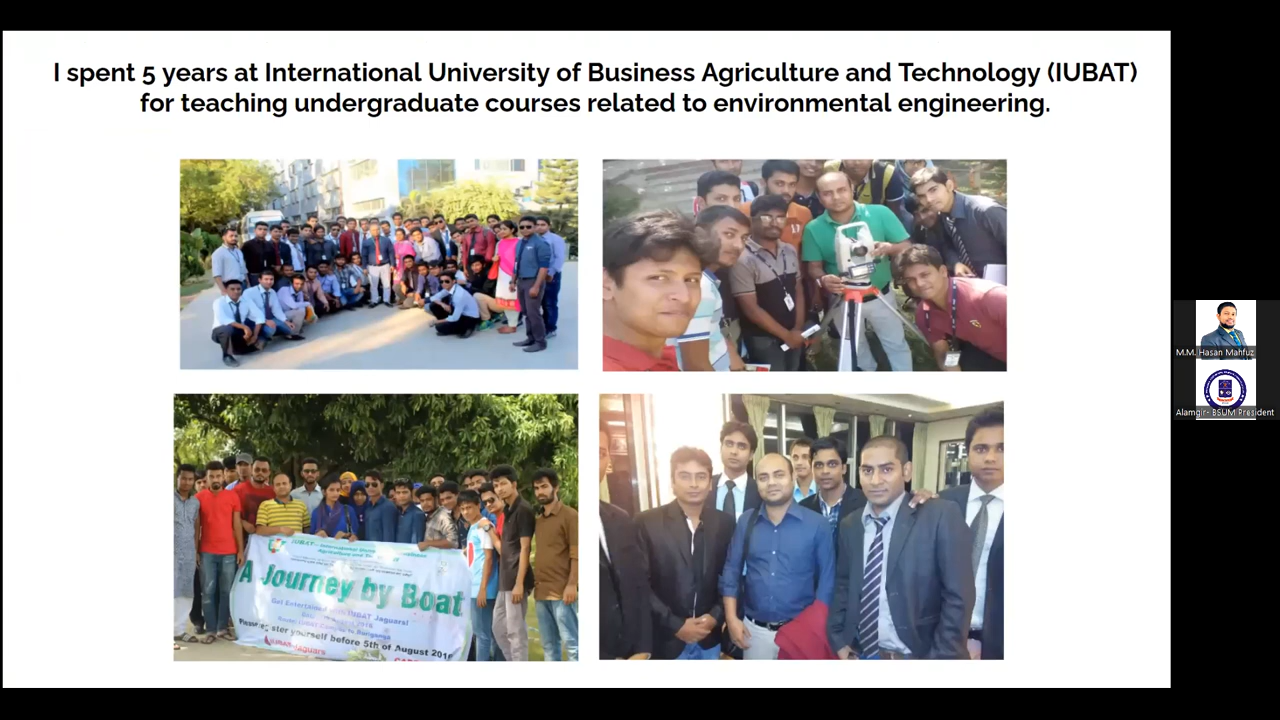 I spent 5 years at International University of Business Agriculture and Technology (IUBAT)
for teaching undergraduate courses related to environmental engineering.
M.M. Hasan Mahfuz
Alamgir- BSUM President
A Journey by Boat
Get Entertained with IUBAT Jaguars!
register yourself before 5th of August 2016